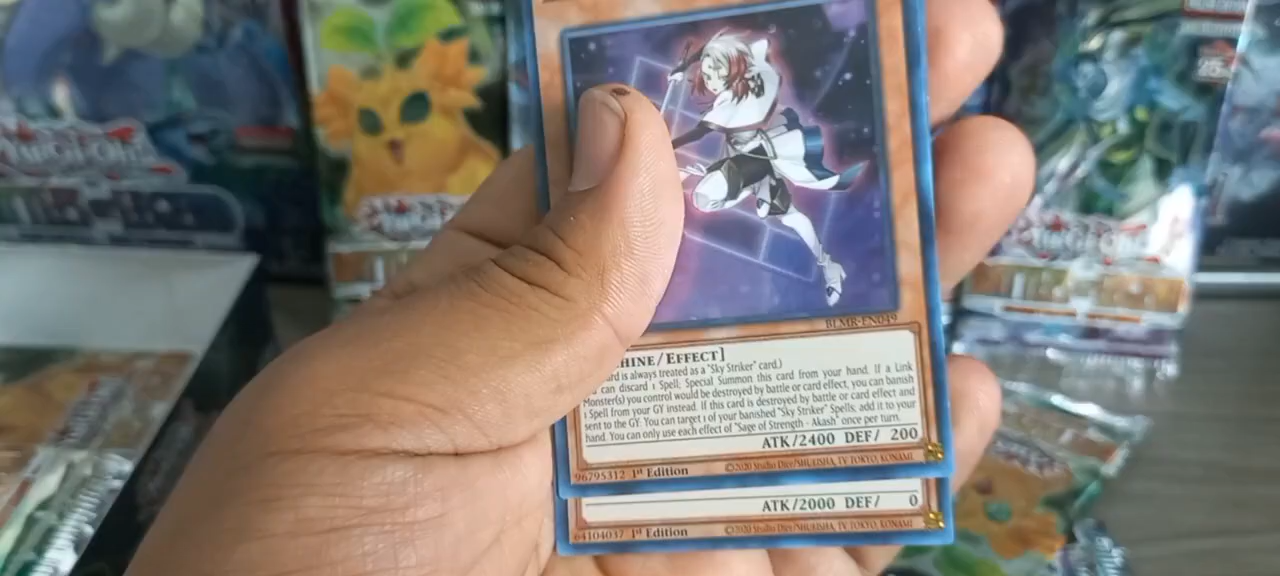 BLMR-EN049
HINE/EFFECT]
ard is always treated as a "Sky Striker" card.)
can discard 1 Spell; Special Summon this card from your hand. If a Link
Monster(s) you control would be destroyed by battle or card effect, you can banish
1 Spell from your GY instead. If this card is destroyed by battle or card effect and
sent to the GY: You can target 1 of your banished "Sky Striker" Spells; add it to your
hand. You can only use each effect of "Sage of Strength - Akash" once per turn.
ATK/2400 DEF/ 200
96795312 1st Edition ©2020 Studio Dice/SHUEISHA, TV TOKYO, KONAMI
ATK/2000 DEF/ 0
64104037 1st Edition ©2020 Studio Dice/SHUEISHA, TV TOKYO, KONAMI